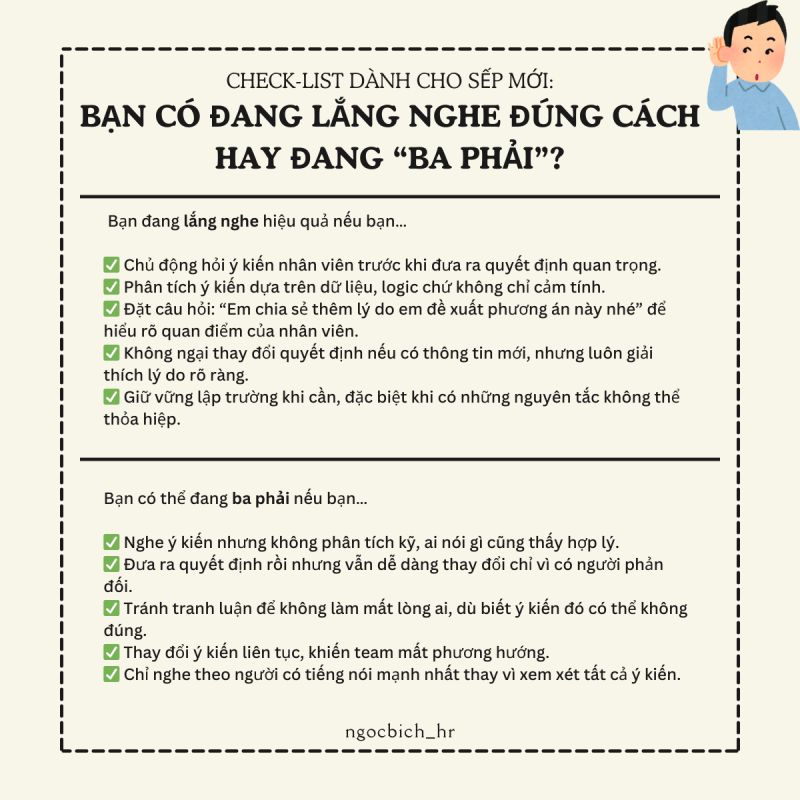 CHECK-LIST DÀNH CHO SẾP MỚI:
BẠN CÓ ĐANG LẮNG NGHE ĐÚNG CÁCH
HAY ĐANG “BA PHẢI”?
Bạn đang lắng nghe hiệu quả nếu bạn...
✅ Chủ động hỏi ý kiến nhân viên trước khi đưa ra quyết định quan trọng.
✅ Phân tích ý kiến dựa trên dữ liệu, logic chứ không chỉ cảm tính.
✅ Đặt câu hỏi: “Em chia sẻ thêm lý do em đề xuất phương án này nhé” để
hiểu rõ quan điểm của nhân viên.
✅ Không ngại thay đổi quyết định nếu có thông tin mới, nhưng luôn giải
thích lý do rõ ràng.
✅ Giữ vững lập trường khi cần, đặc biệt khi có những nguyên tắc không thể
thỏa hiệp.
Bạn có thể đang ba phải nếu bạn...
✅ Nghe ý kiến nhưng không phân tích kỹ, ai nói gì cũng thấy hợp lý.
✅ Đưa ra quyết định rồi nhưng vẫn dễ dàng thay đổi chỉ vì có người phản
đối.
✅ Tránh tranh luận để không làm mất lòng ai, dù biết ý kiến đó có thể không
đúng.
✅ Thay đổi ý kiến liên tục, khiến team mất phương hướng.
✅ Chỉ nghe theo người có tiếng nói mạnh nhất thay vì xem xét tất cả ý kiến.
ngocbich_hr